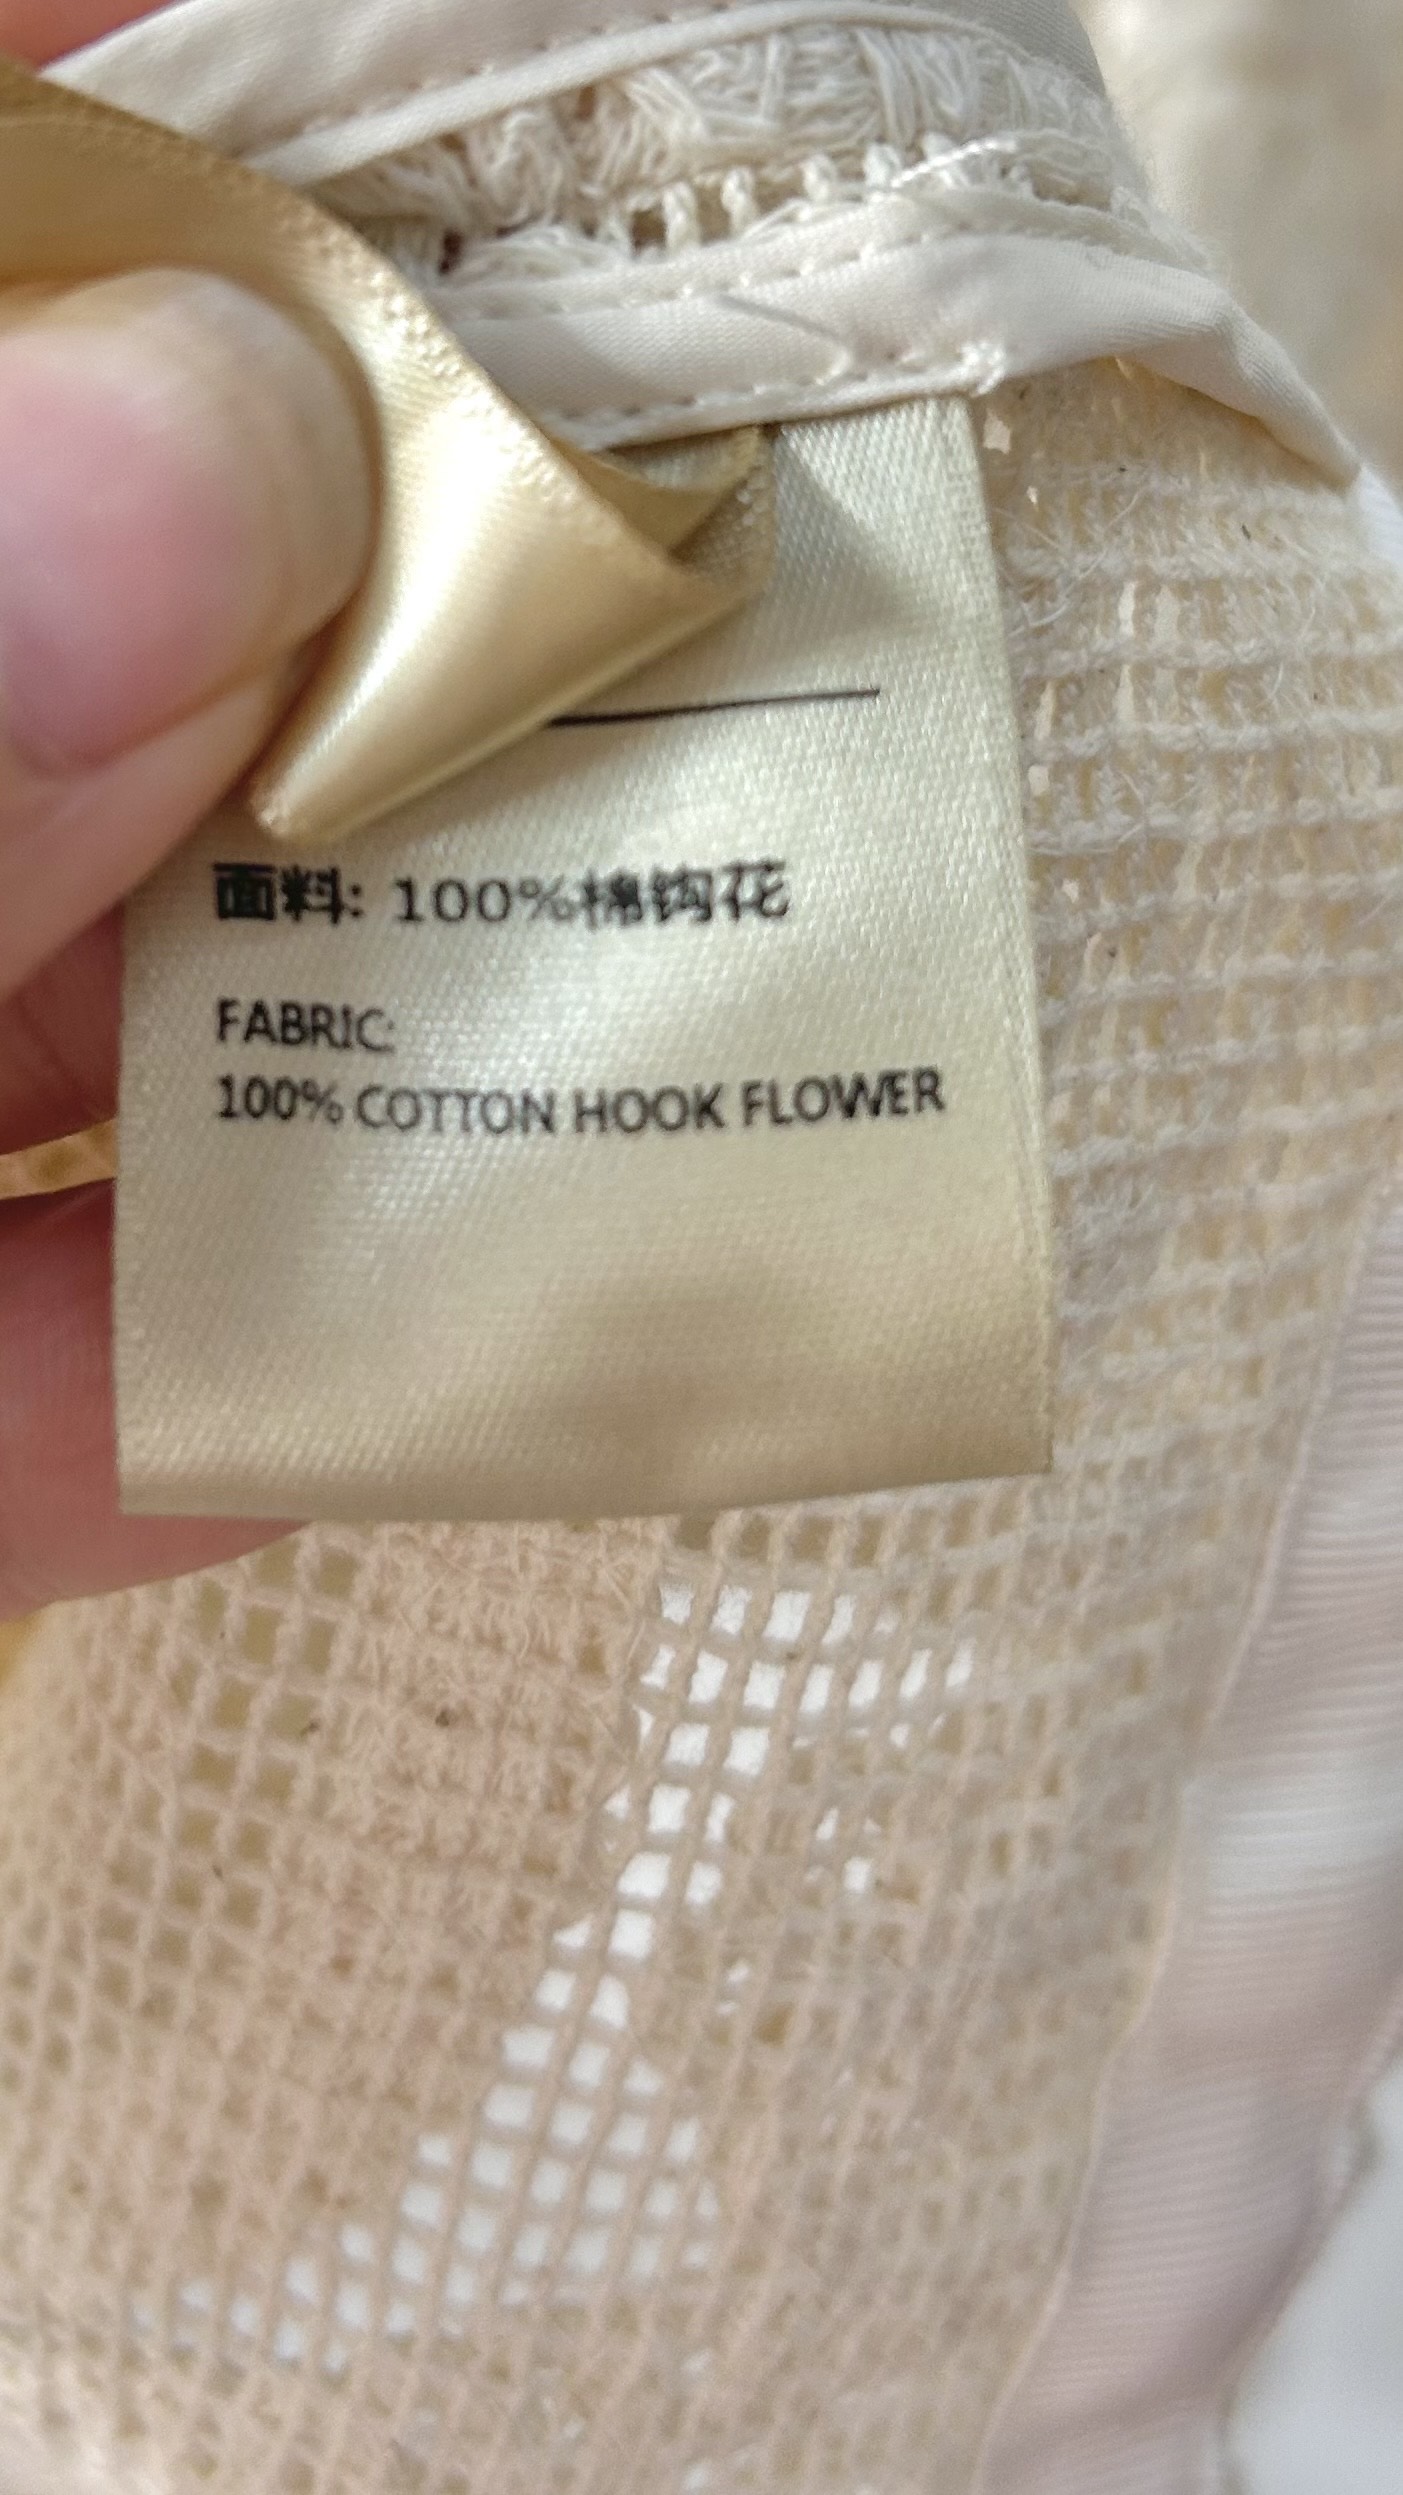 面料: 100%棉钩花
FABRIC:
100% COTTON HOOK FLOWER